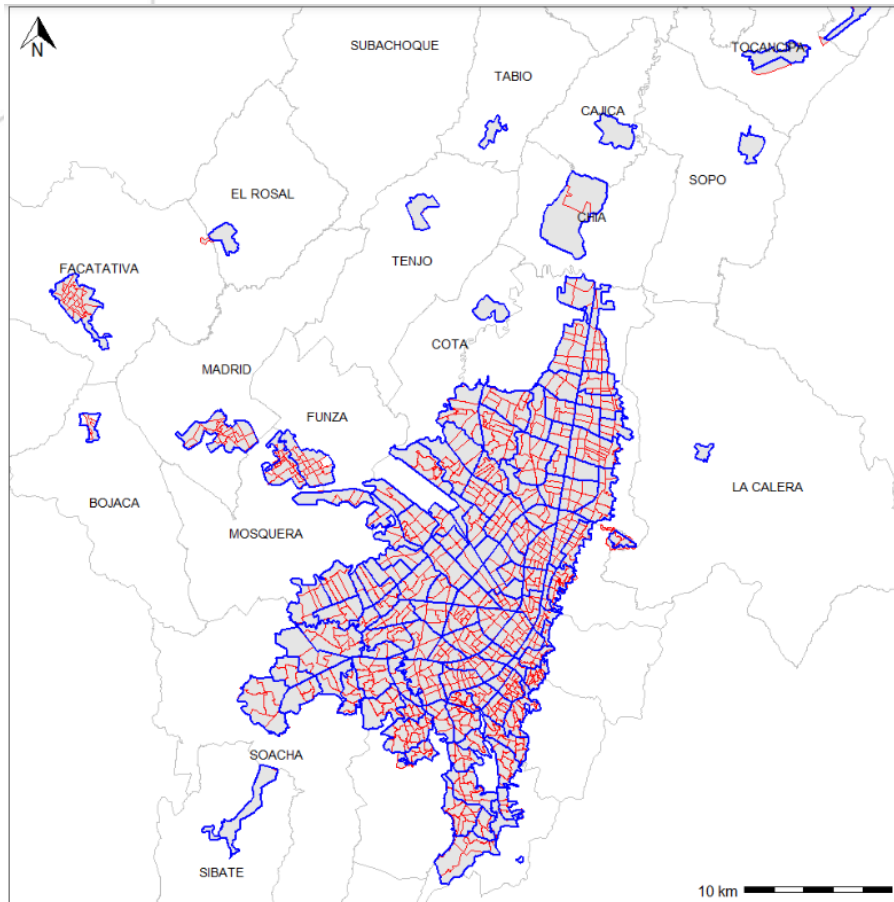 N
SUBACHOQUE
TOCANCIPA
TABIO
CAJICA
SOPO
EL ROSAL
CHIA
TENJO
FACATATIVA
COTA
MADRID
FUNZA
LA CALERA
BOJACA
MOSQUERA
SOACHA
SIBATE
10 km